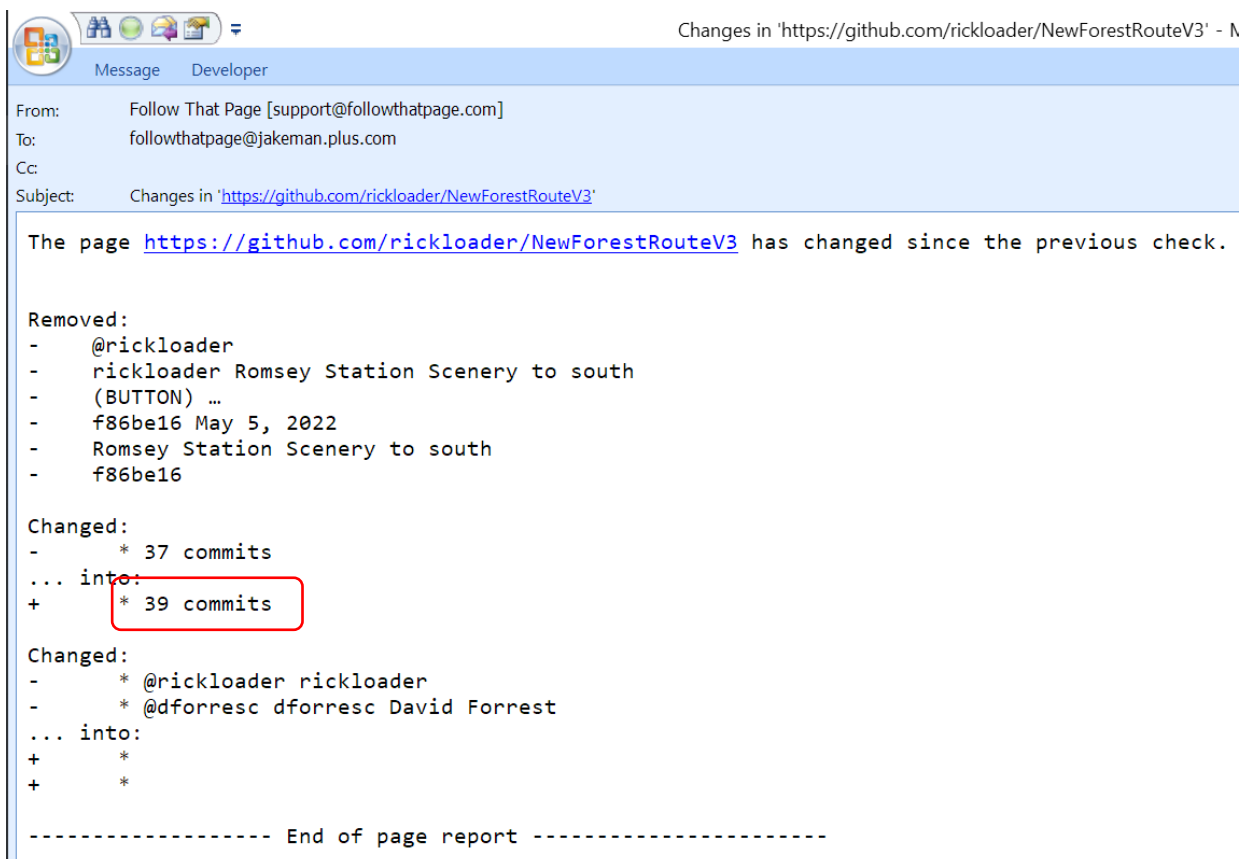 Changes in 'https://github.com/rickloader/NewForestRouteV3' - M
Message Developer
From: Follow That Page [support@followthatpage.com]
To: followthatpage@jakeman.plus.com
Cc:
Subject: Changes in 'https://github.com/rickloader/NewForestRouteV3'
The page https://github.com/rickloader/NewForestRouteV3 has changed since the previous check.
Removed:
- @rickloader
- rickloader Romsey Station Scenery to south
- (BUTTON) …
- f86be16 May 5, 2022
- Romsey Station Scenery to south
- f86be16
Changed:
- * 37 commits
... into:
+ * 39 commits
Changed:
- * @rickloader rickloader
- * @dforresc dforresc David Forrest
... into:
+ *
+ *
------------------- End of page report -----------------------